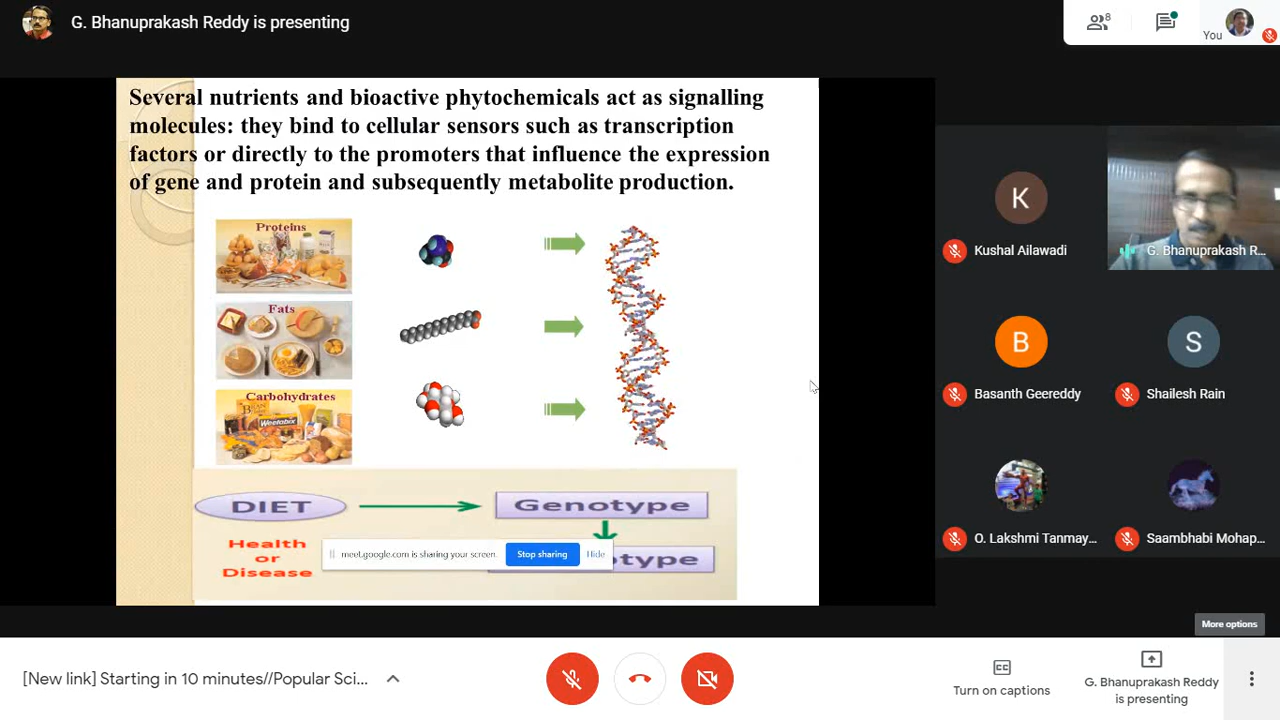 G. Bhanuprakash Reddy is presenting
8
You
Several nutrients and bioactive phytochemicals act as signalling
molecules: they bind to cellular sensors such as transcription
factors or directly to the promoters that influence the expression
of gene and protein and subsequently metabolite production.
Proteins
Fats
Carbohydrates
Weetabix
DIET
Genotype
Health
or
Disease
meet.google.com is sharing your screen.
Stop sharing
Hide
otype
K
Kushal Ailawadi
G. Bhanuprakash R...
B
Basanth Geereddy
S
Shailesh Rain
O. Lakshmi Tanmay...
Saambhabi Mohap...
More options
[New link] Starting in 10 minutes//Popular Sci...
Turn on captions
G. Bhanuprakash Reddy
is presenting